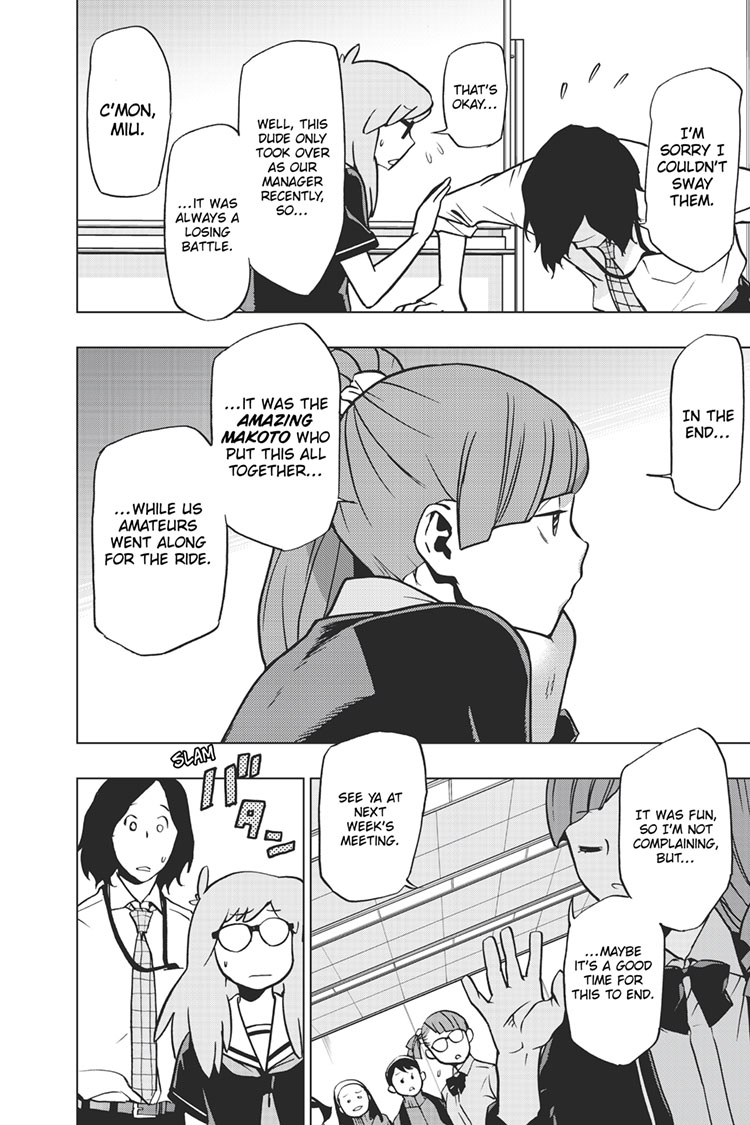 I'M
SORRY I
COULDN'T
SWAY
THEM.
THAT'S
OKAY...
WELL, THIS
DUDE ONLY
TOOK OVER
AS OUR
MANAGER
RECENTLY,
SO...
...IT WAS
ALWAYS A
LOSING
BATTLE.
C'MON,
MIU.
IN THE
END...
...IT WAS THE
AMAZING
MAKOTO WHO
PUT THIS ALL
TOGETHER...
...WHILE US
AMATEURS
WENT ALONG
FOR THE RIDE.
IT WAS FUN,
SO I'M NOT
COMPLAINING,
BUT...
...MAYBE
IT'S A GOOD
TIME FOR
THIS TO END.
SEE YA AT
NEXT
WEEK'S
MEETING.
SLAM
バタン